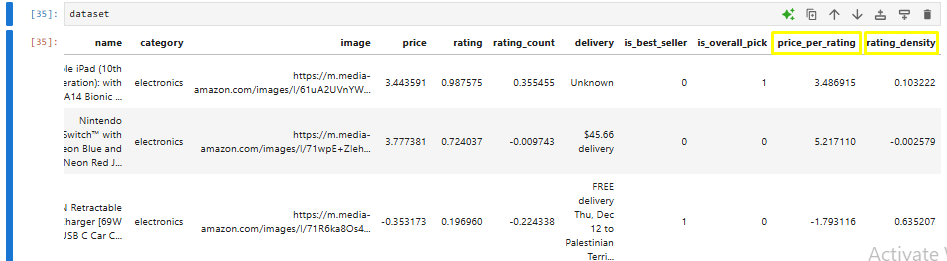 [35]: dataset
[35]: name category image price rating rating_count delivery is_best_seller is_overall_pick price_per_rating rating_density
ple iPad (10th
eration): with
A14 Bionic ...
electronics
https://m.media-
amazon.com/images/I/61uA2UVnYW...
3.443591 0.987575 0.355455 Unknown 0 1 3.486915 0.103222
Nintendo
Switch™ with
eon Blue and
Neon Red J...
electronics
https://m.media-
amazon.com/images/I/71wpE+ZIeh...
3.777381 0.724037 -0.009743
$45.66
delivery
0 0 5.217110 -0.002579
N Retractable
Charger [69W
USB C Car C...
electronics
https://m.media-
amazon.com/images/I/71R6ka8Os4...
-0.353173 0.196960 -0.224338
FREE
delivery
Thu, Dec
12 to
Palestinian
Terri...
1 0 -1.793116 0.635207
Activate